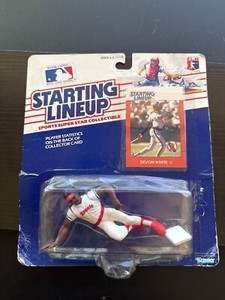 STARTING
LINEUP
SPORTS SUPER STAR COLLECTIBLE
PLAYER STATISTICS
ON THE BACK OF
COLLECTOR CARD
STARTING
LINEUP
DEVON WHITE
Kenner